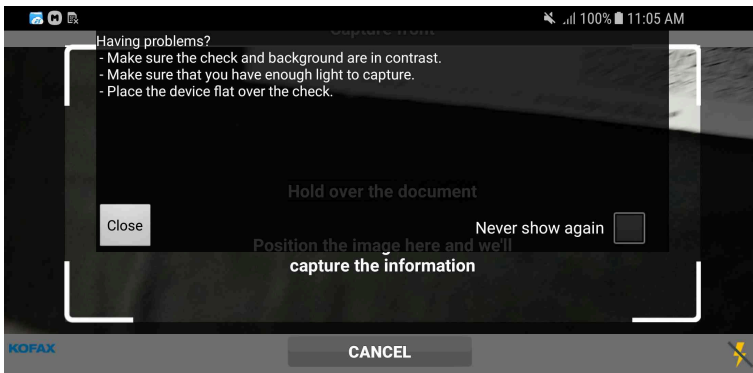 100% 11:05 AM
Capture front
Having problems?
- Make sure the check and background are in contrast.
- Make sure that you have enough light to capture.
- Place the device flat over the check.
Hold over the document
Close
Never show again
Position the image here and we'll
capture the information
KOFAX
CANCEL